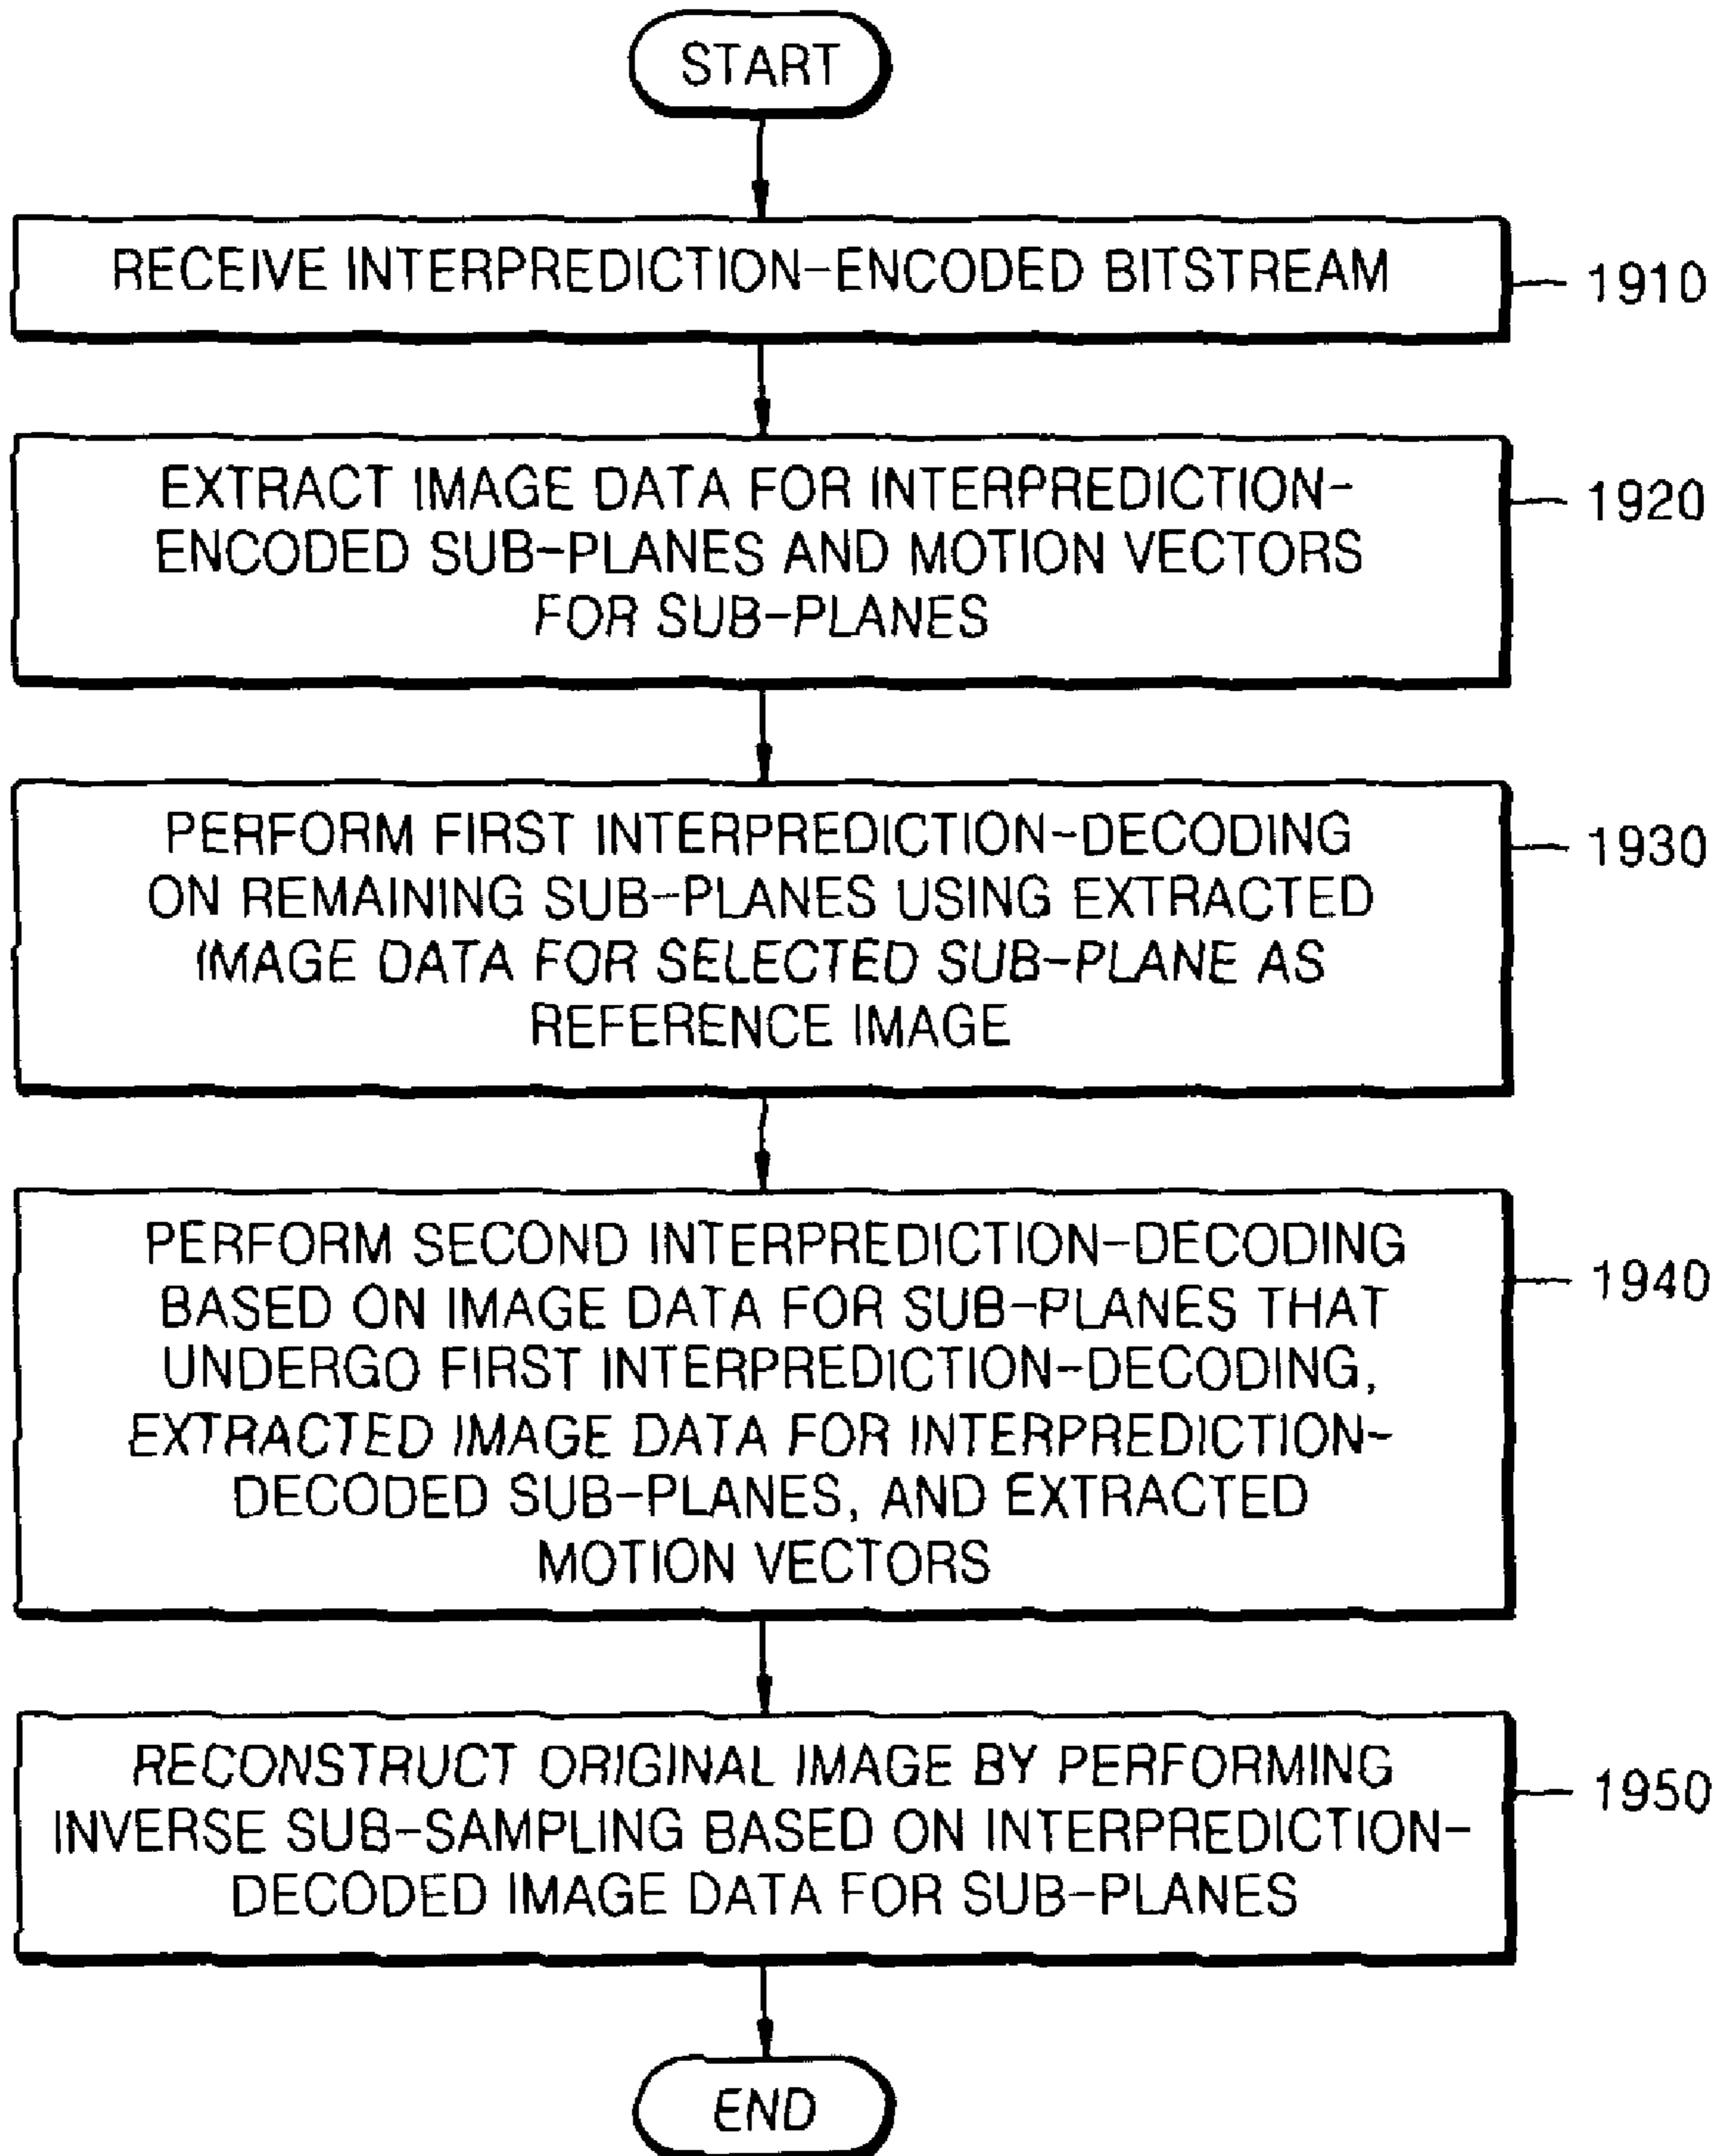 START
RECEIVE INTERPREDICTION-ENCODED BITSTREAM
1910
EXTRACT IMAGE DATA FOR INTERPREDICTION-
ENCODED SUB-PLANES AND MOTION VECTORS
FOR SUB-PLANES
1920
PERFORM FIRST INTERPREDICTION-DECODING
ON REMAINING SUB-PLANES USING EXTRACTED
IMAGE DATA FOR SELECTED SUB-PLANE AS
REFERENCE IMAGE
1930
PERFORM SECOND INTERPREDICTION-DECODING
BASED ON IMAGE DATA FOR SUB-PLANES THAT
UNDERGO FIRST INTERPREDICTION-DECODING,
EXTRACTED IMAGE DATA FOR INTERPREDICTION-
DECODED SUB-PLANES, AND EXTRACTED
MOTION VECTORS
1940
RECONSTRUCT ORIGINAL IMAGE BY PERFORMING
INVERSE SUB-SAMPLING BASED ON INTERPREDICTION-
DECODED IMAGE DATA FOR SUB-PLANES
1950
END